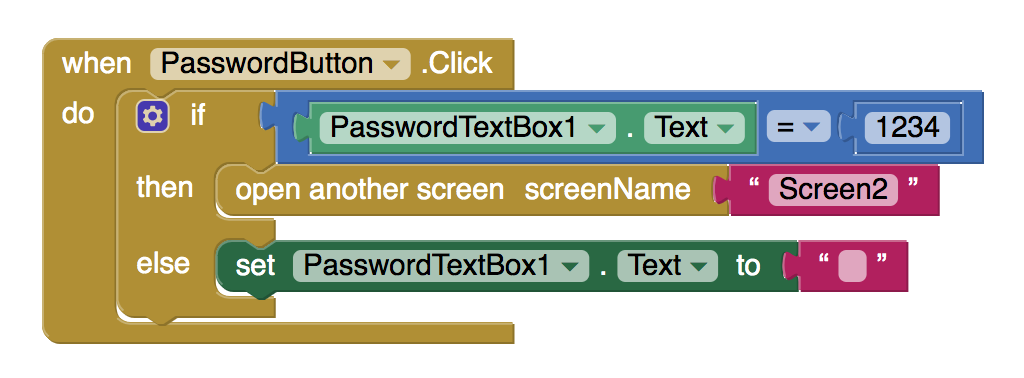 when PasswordButton .Click
do if PasswordTextBox1 . Text = 1234
then open another screen screenName “ Screen2 ”
else set PasswordTextBox1 . Text to “ ”